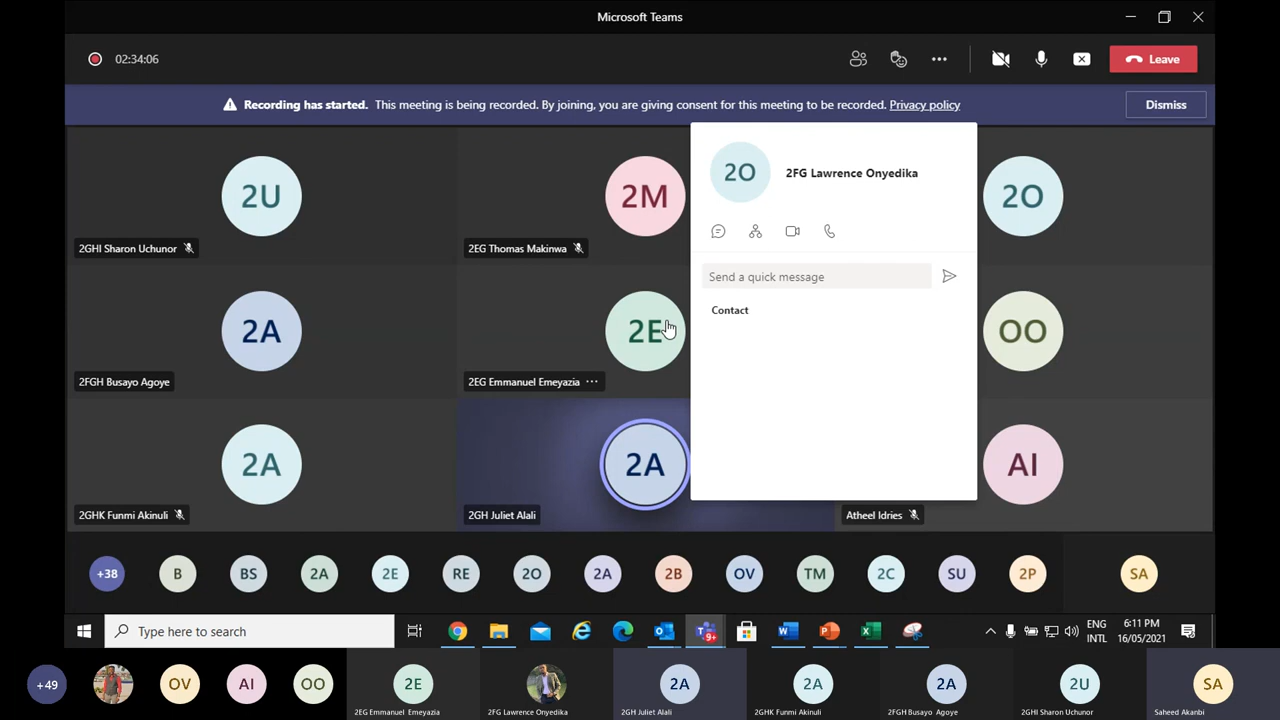 Microsoft Teams
02:34:06
Leave
Recording has started. This meeting is being recorded. By joining, you are giving consent for this meeting to be recorded. Privacy policy
Dismiss
2U
2GHI Sharon Uchunor
2M
2EG Thomas Makinwa
2O
2FG Lawrence Onyedika
Send a quick message
Contact
2O
2A
2FGH Busayo Agoye
2E
2EG Emmanuel Emeyazia
OO
2A
2GHK Funmi Akinuli
2A
2GH Juliet Alali
AI
Atheel Idries
+38
B
BS
2A
2E
RE
2O
2A
2B
OV
TM
2C
SU
2P
SA
Type here to search
9+
ENG
INTL
6:11 PM
16/05/2021
+49
OV
AI
OO
2E
2EG Emmanuel Emeyazia
2FG Lawrence Onyedika
2A
2GH Juliet Alali
2A
2GHK Funmi Akinuli
2A
2FGH Busayo Agoye
2U
2GHI Sharon Uchunor
SA
Saheed Akanbi